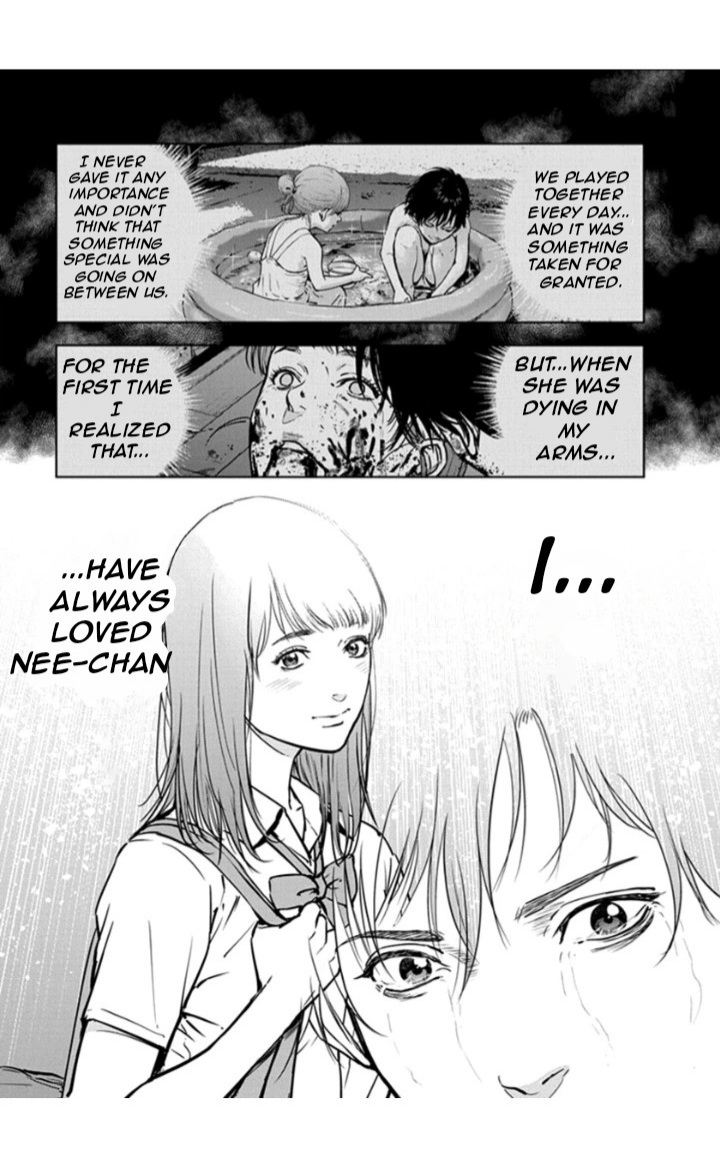 WE PLAYED
TOGETHER
EVERY DAY...
AND IT WAS
SOMETHING
TAKEN FOR
GRANTED.
I NEVER
GAVE IT ANY
IMPORTANCE
AND DIDN'T
THINK THAT
SOMETHING
SPECIAL WAS
GOING ON
BETWEEN US.
BUT...WHEN
SHE WAS
DYING IN
MY
ARMS...
FOR THE
FIRST TIME
I
REALIZED
THAT...
I...
...HAVE
ALWAYS
LOVED
NEE-CHAN